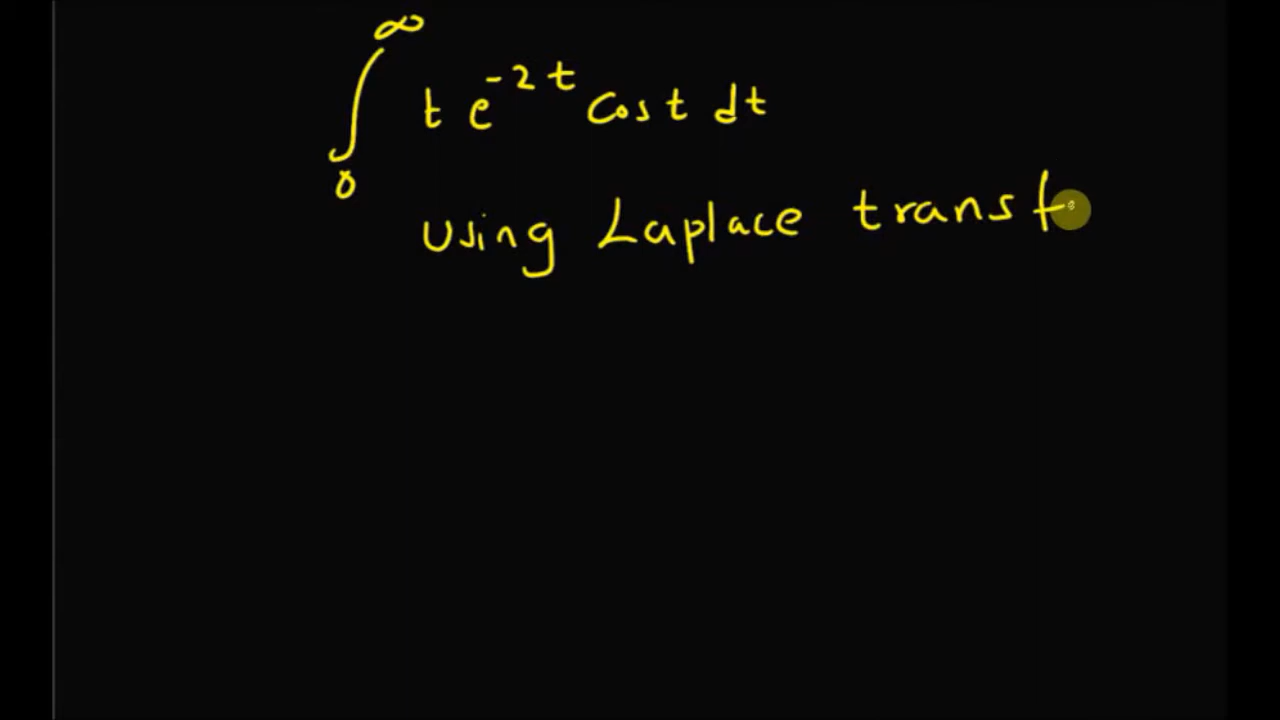 ∫₀^∞ t e^{-2t} cos t dt
using Laplace transf